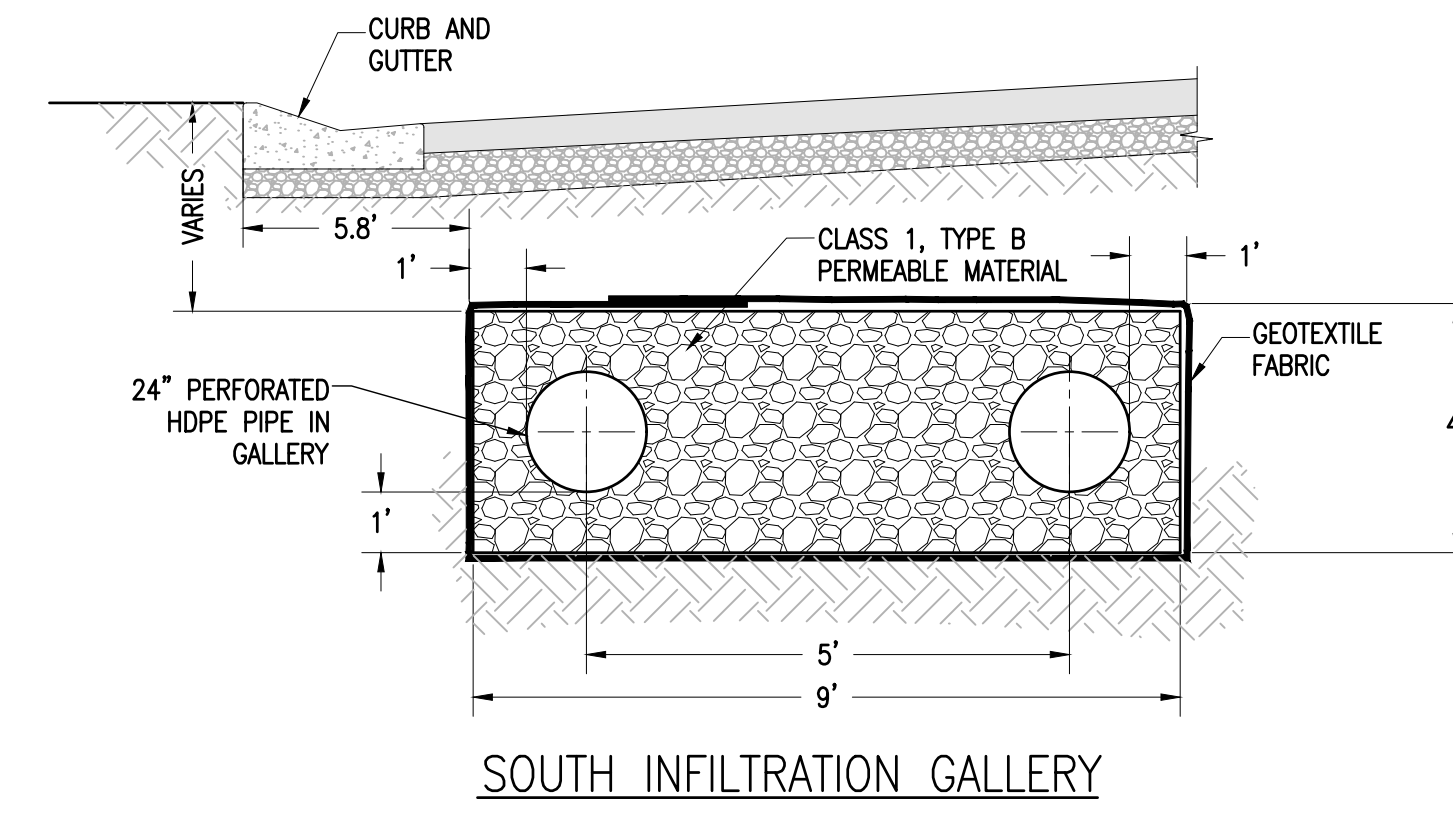 CURB AND
GUTTER
VARIES
5.8'
1'
CLASS 1, TYPE B
PERMEABLE MATERIAL
1'
GEOTEXTILE
FABRIC
24" PERFORATED
HDPE PIPE IN
GALLERY
1'
5'
9'
SOUTH INFILTRATION GALLERY